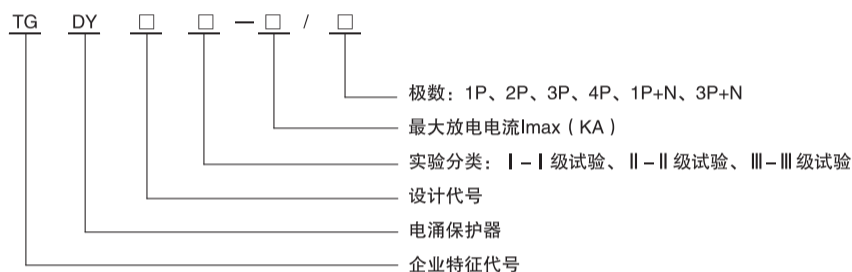 TG DY □ □ — □ / □
极数：1P、2P、3P、4P、1P+N、3P+N
最大放电电流Imax（KA）
实验分类：Ⅰ–Ⅰ级试验、Ⅱ–Ⅱ级试验、Ⅲ–Ⅲ级试验
设计代号
电涌保护器
企业特征代号